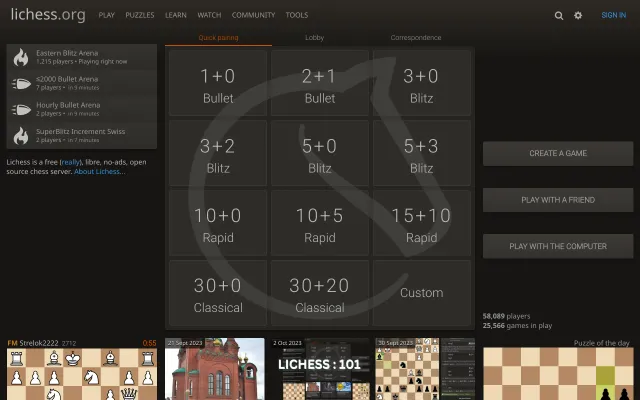 lichess.org
PLAY PUZZLES LEARN WATCH COMMUNITY TOOLS
SIGN IN
Quick pairing
Lobby
Correspondence
Eastern Blitz Arena
1,215 players • Playing right now
≤2000 Bullet Arena
7 players • in 9 minutes
Hourly Bullet Arena
2 players • in 9 minutes
SuperBlitz Increment Swiss
2 players • in 7 minutes
Lichess is a free (really), libre, no-ads, open
source chess server. About Lichess...
1+0
Bullet
2+1
Bullet
3+0
Blitz
3+2
Blitz
5+0
Blitz
5+3
Blitz
10+0
Rapid
10+5
Rapid
15+10
Rapid
30+0
Classical
30+20
Classical
Custom
CREATE A GAME
PLAY WITH A FRIEND
PLAY WITH THE COMPUTER
58,089 players
25,566 games in play
FM Strelok2222 2712
0:55
21 Sept 2023
2 Oct 2023
LICHESS : 101
30 Sept 2023
Puzzle of the day